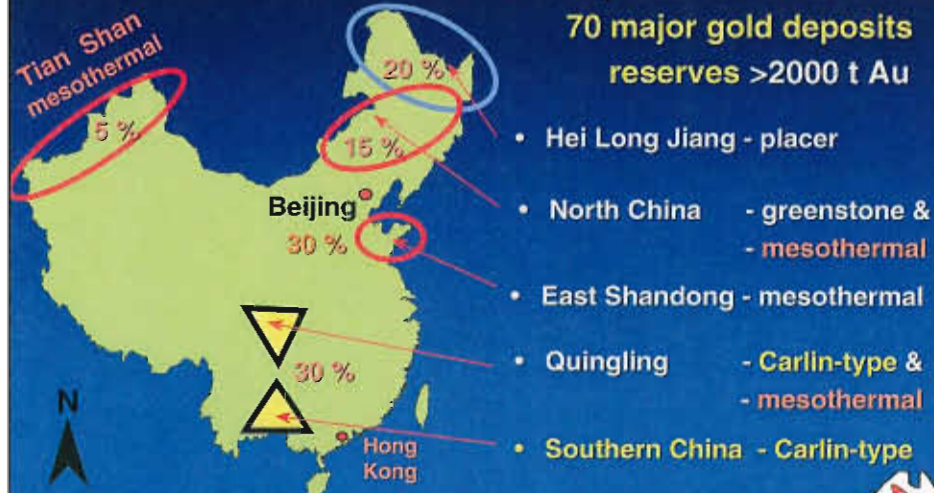 70 major gold deposits
reserves >2000 t Au
Tian Shan
mesothermal
5 %
20 %
15 %
Beijing
30 %
30 %
N
Hong
Kong
• Hei Long Jiang - placer
• North China - greenstone &
- mesothermal
• East Shandong - mesothermal
• Quingling - Carlin-type &
- mesothermal
• Southern China - Carlin-type